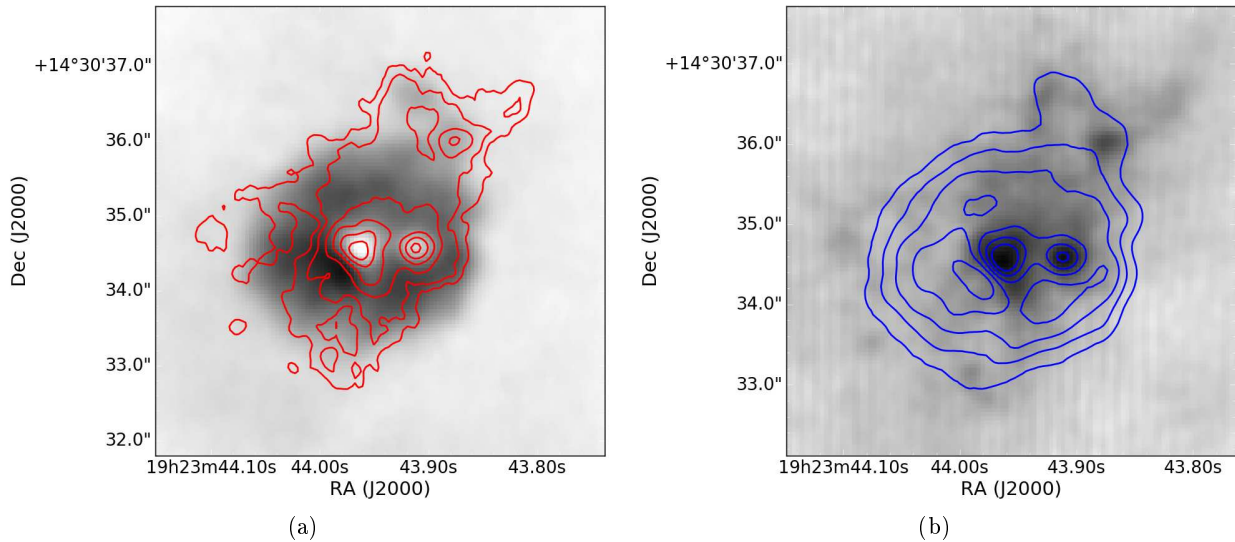 +14°30'37.0"
36.0"
35.0"
34.0"
33.0"
32.0"
Dec (J2000)
19h23m44.10s 44.00s 43.90s 43.80s
RA (J2000)
(a)
+14°30'37.0"
36.0"
35.0"
34.0"
33.0"
Dec (J2000)
19h23m44.10s 44.00s 43.90s 43.80s
RA (J2000)
(b)